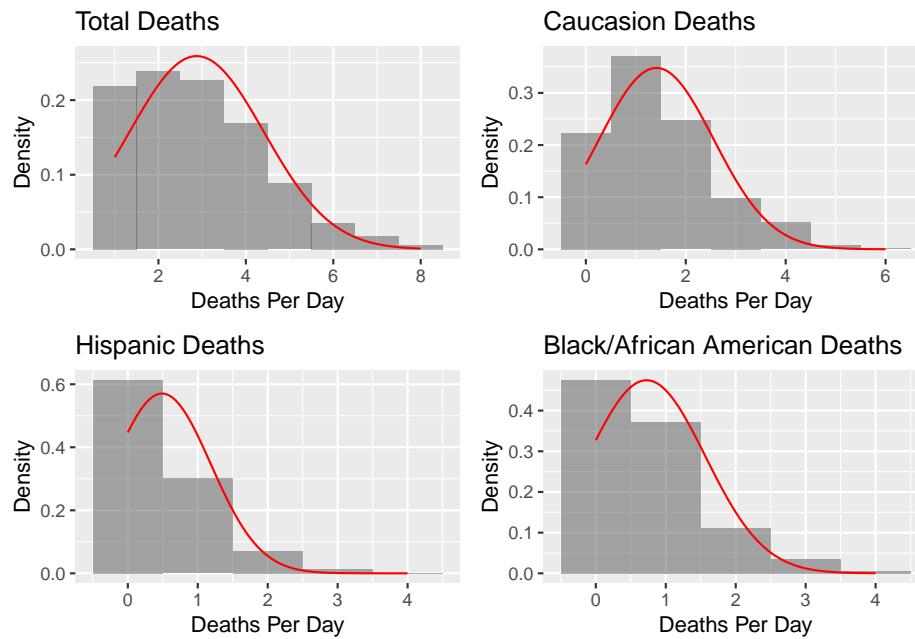 Total Deaths
Density
0.2
0.1
0.0
2 4 6 8
Deaths Per Day
Caucasion Deaths
Density
0.3
0.2
0.1
0.0
0 2 4 6
Deaths Per Day
Hispanic Deaths
Density
0.6
0.4
0.2
0.0
0 1 2 3 4
Deaths Per Day
Black/African American Deaths
Density
0.4
0.3
0.2
0.1
0.0
0 1 2 3 4
Deaths Per Day